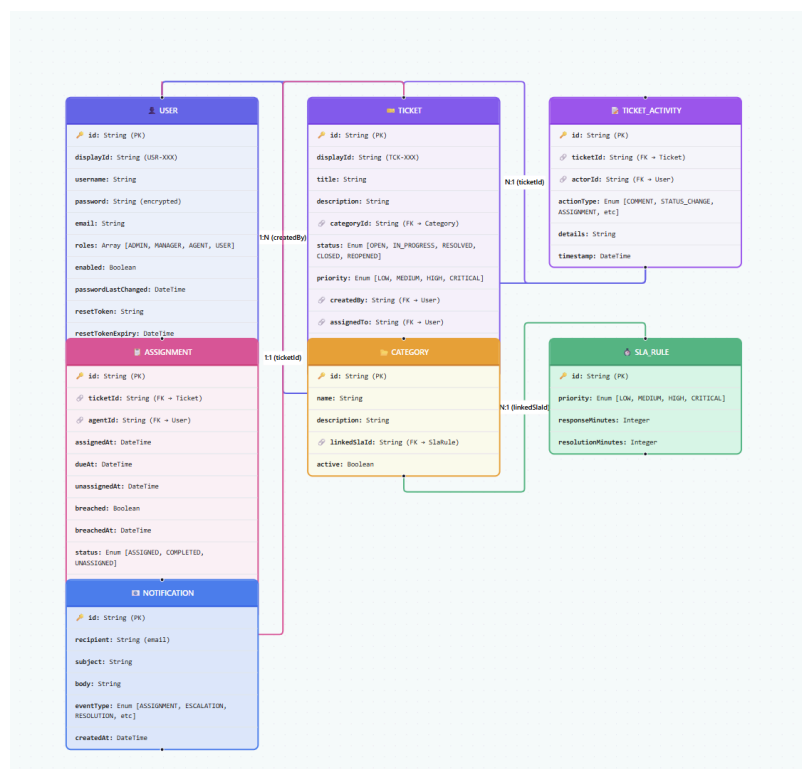 USER
id: String (PK)
displayId: String (USR-XXX)
username: String
password: String (encrypted)
email: String
roles: Array [ADMIN, MANAGER, AGENT, USER]
enabled: Boolean
passwordLastChanged: DateTime
resetToken: String
resetTokenExpiry: DateTime
1:N (createdBy)
TICKET
id: String (PK)
displayId: String (TCK-XXX)
title: String
description: String
categoryId: String (FK → Category)
status: Enum [OPEN, IN_PROGRESS, RESOLVED,
CLOSED, REOPENED]
priority: Enum [LOW, MEDIUM, HIGH, CRITICAL]
createdBy: String (FK → User)
assignedTo: String (FK → User)
N:1 (ticketId)
TICKET_ACTIVITY
id: String (PK)
ticketId: String (FK → Ticket)
actorId: String (FK → User)
actionType: Enum [COMMENT, STATUS_CHANGE,
ASSIGNMENT, etc]
details: String
timestamp: DateTime
ASSIGNMENT
id: String (PK)
ticketId: String (FK → Ticket)
agentId: String (FK → User)
assignedAt: DateTime
dueAt: DateTime
unassignedAt: DateTime
breached: Boolean
breachedAt: DateTime
status: Enum [ASSIGNED, COMPLETED,
UNASSIGNED]
1:1 (ticketId)
CATEGORY
id: String (PK)
name: String
description: String
linkedSlaId: String (FK → SlaRule)
active: Boolean
N:1 (linkedSlaId)
SLA_RULE
id: String (PK)
priority: Enum [LOW, MEDIUM, HIGH, CRITICAL]
responseMinutes: Integer
resolutionMinutes: Integer
NOTIFICATION
id: String (PK)
recipient: String (email)
subject: String
body: String
eventType: Enum [ASSIGNMENT, ESCALATION,
RESOLUTION, etc]
createdAt: DateTime